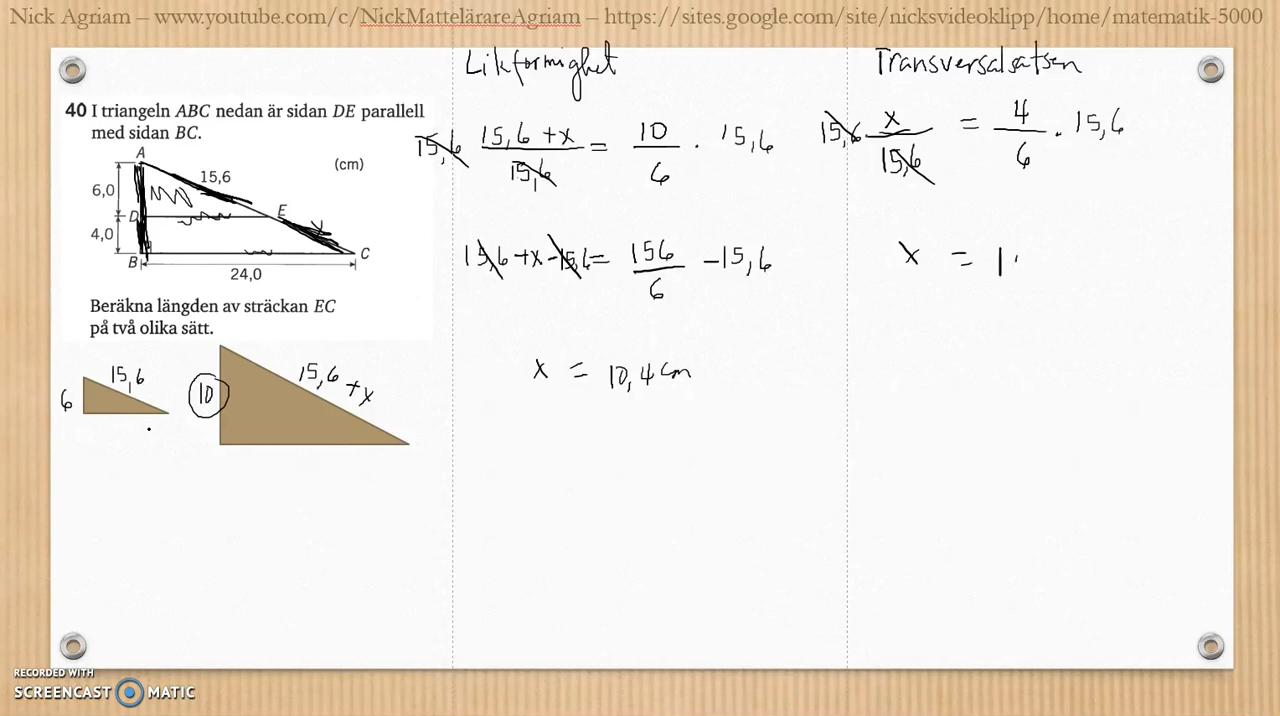 Nick Agriam – www.youtube.com/c/NickMattelärareAgriam – https://sites.google.com/site/nicksvideoklipp/home/matematik-5000
40 I triangeln ABC nedan är sidan DE parallell
med sidan BC.
(cm)
A
15,6
6,0
D
E
x
4,0
B
C
24,0
Beräkna längden av sträckan EC
på två olika sätt.
6
15,6
10
15,6 + x
Likformighet
15,6 15,6 + x / 15,6 = 10 / 6 · 15,6
15,6 + x - 15,6 = 156 / 6 - 15,6
x = 10,4 cm
Transversalsatsen
15,6 x / 15,6 = 4 / 6 · 15,6
x = 1
RECORDED WITH
SCREENCAST MATIC